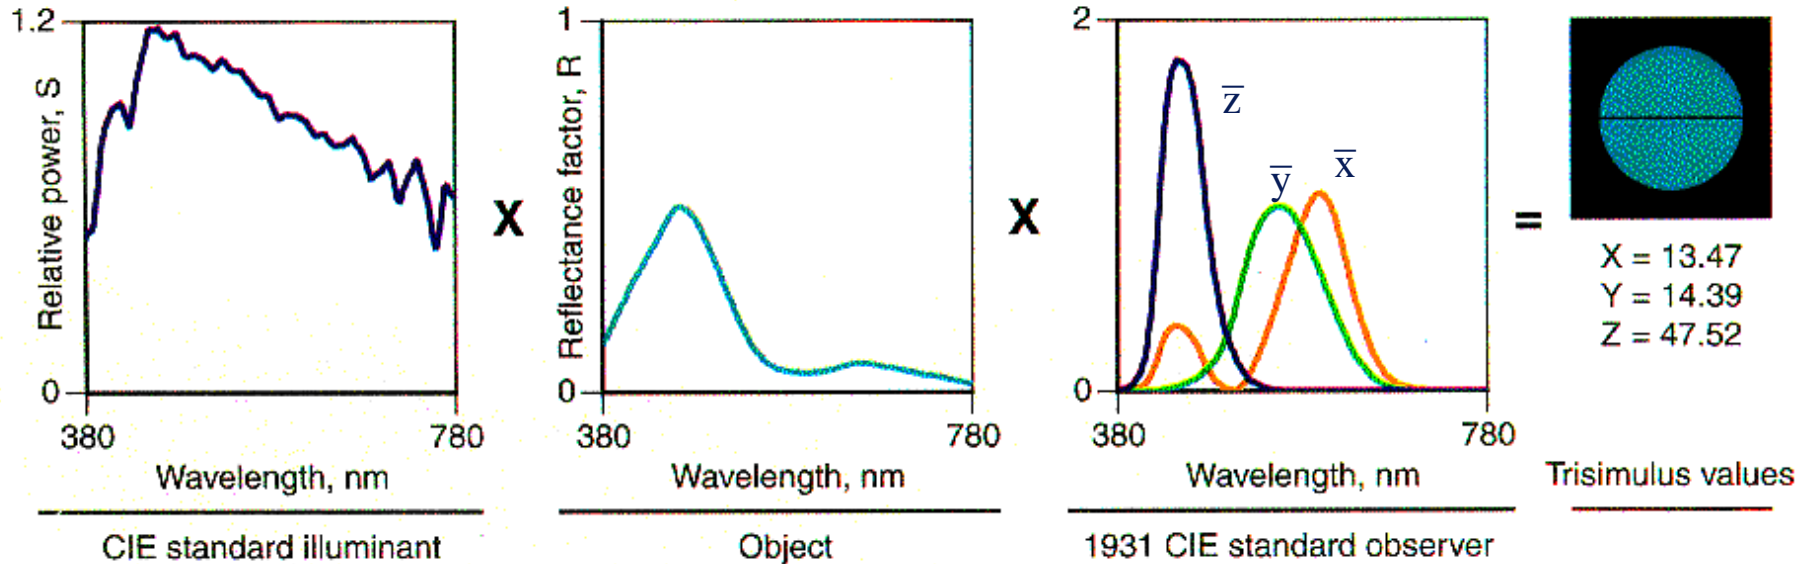 1.2
Relative power, S
0
380
780
Wavelength, nm
CIE standard illuminant
X
1
Reflectance factor, R
0
380
780
Wavelength, nm
Object
X
2
z̅
y̅
x̅
0
380
780
Wavelength, nm
1931 CIE standard observer
=
X = 13.47
Y = 14.39
Z = 47.52
Trisimulus values